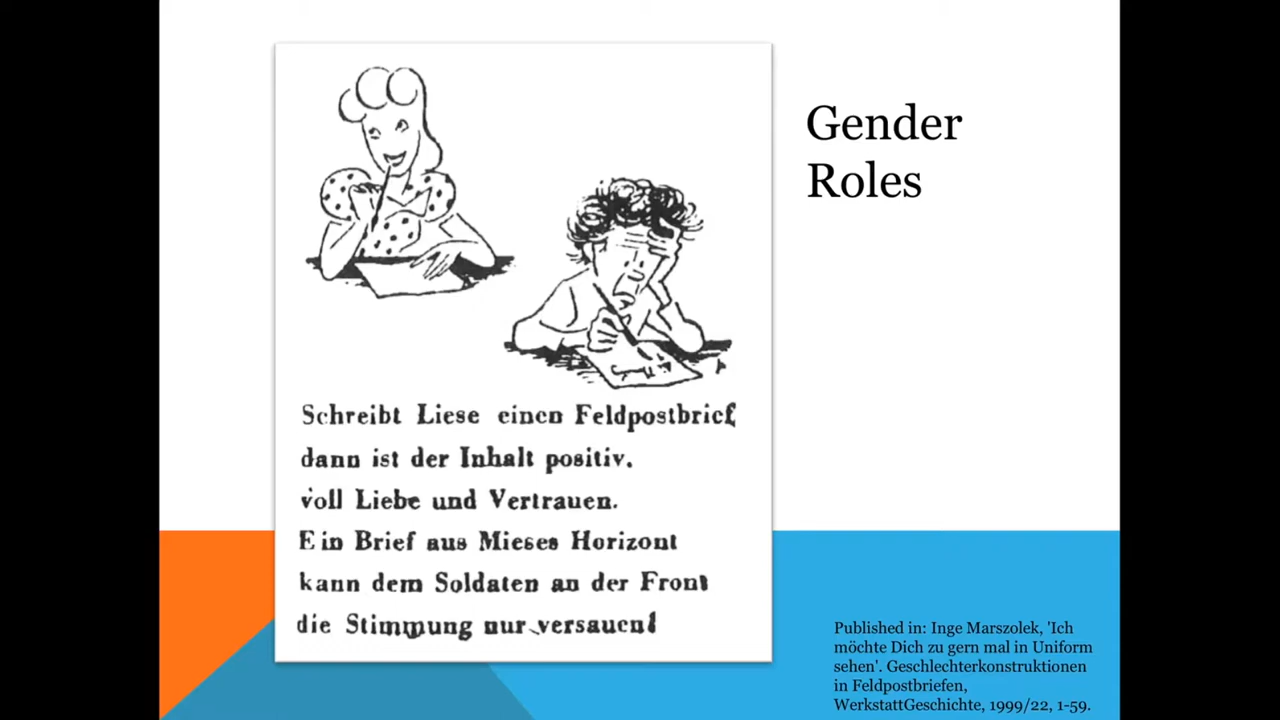 Gender
Roles
Schreibt Liese einen Feldpostbrief,
dann ist der Inhalt positiv.
voll Liebe und Vertrauen.
Ein Brief aus Mieses Horizont
kann dem Soldaten an der Front
die Stimmung nur versauen!
Published in: Inge Marszolek, 'Ich
möchte Dich zu gern mal in Uniform
sehen'. Geschlechterkonstruktionen
in Feldpostbriefen,
WerkstattGeschichte, 1999/22, 1-59.